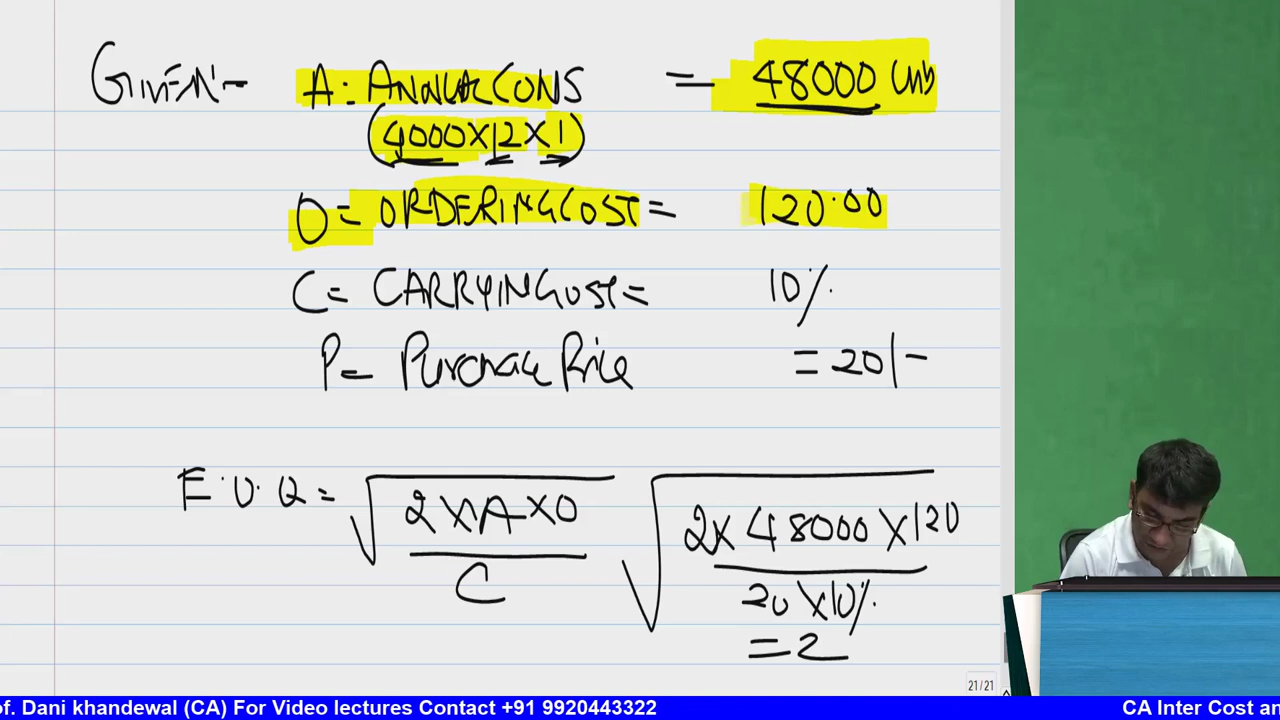 GIVEN - A: ANNUAL CONS = 48000 Units
(4000×12×1)
O = ORDERING COST = 120.00
C = CARRYING COST = 10%
P = Purchase Price = 20/-
E.O.Q = √ 2×A×O / C √ 2×48000×120 / 20×10%
= 2
21/21
of. Dani khandewal (CA) For Video lectures Contact +91 9920443322
CA Inter Cost an